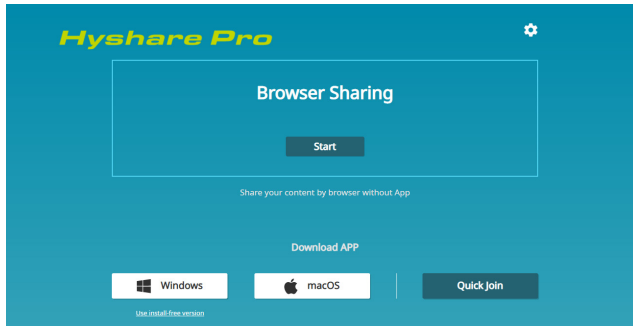 Hyshare Pro
Browser Sharing
Start
Share your content by browser without App
Download APP
Windows
macOS
Quick Join
Use install-free version